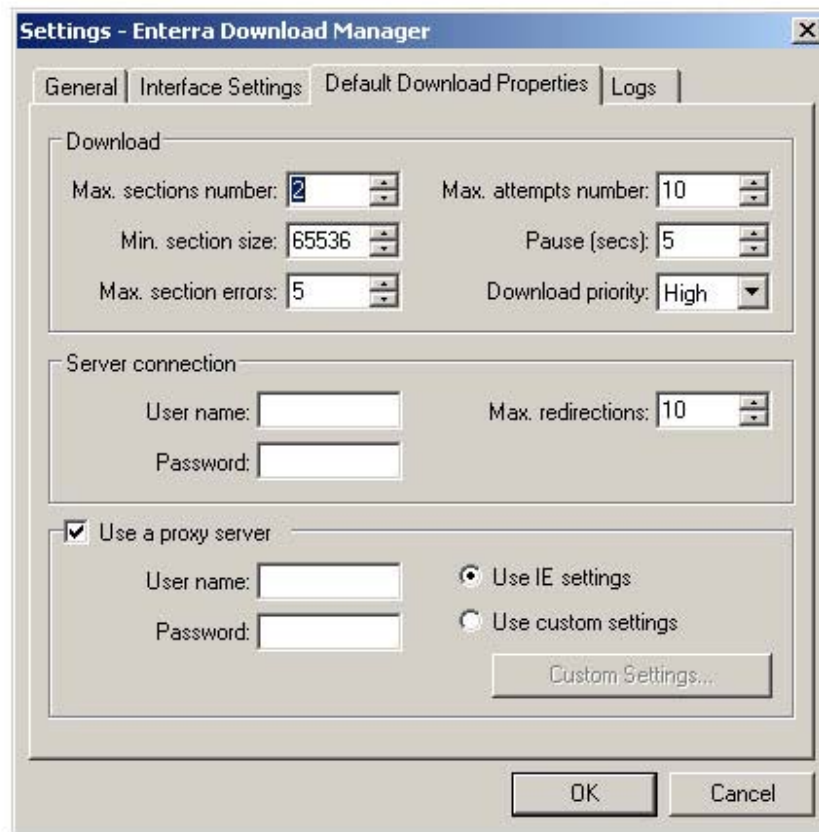 Settings - Enterra Download Manager
General
Interface Settings
Default Download Properties
Logs
Download
Max. sections number: 2
Max. attempts number: 10
Min. section size: 65536
Pause (secs): 5
Max. section errors: 5
Download priority: High
Server connection
User name:
Max. redirections: 10
Password:
Use a proxy server
User name:
Use IE settings
Password:
Use custom settings
Custom Settings...
OK
Cancel